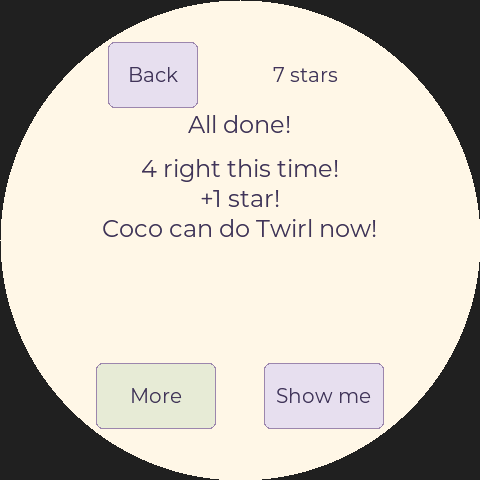 Back
7 stars
All done!
4 right this time!
+1 star!
Coco can do Twirl now!
More
Show me